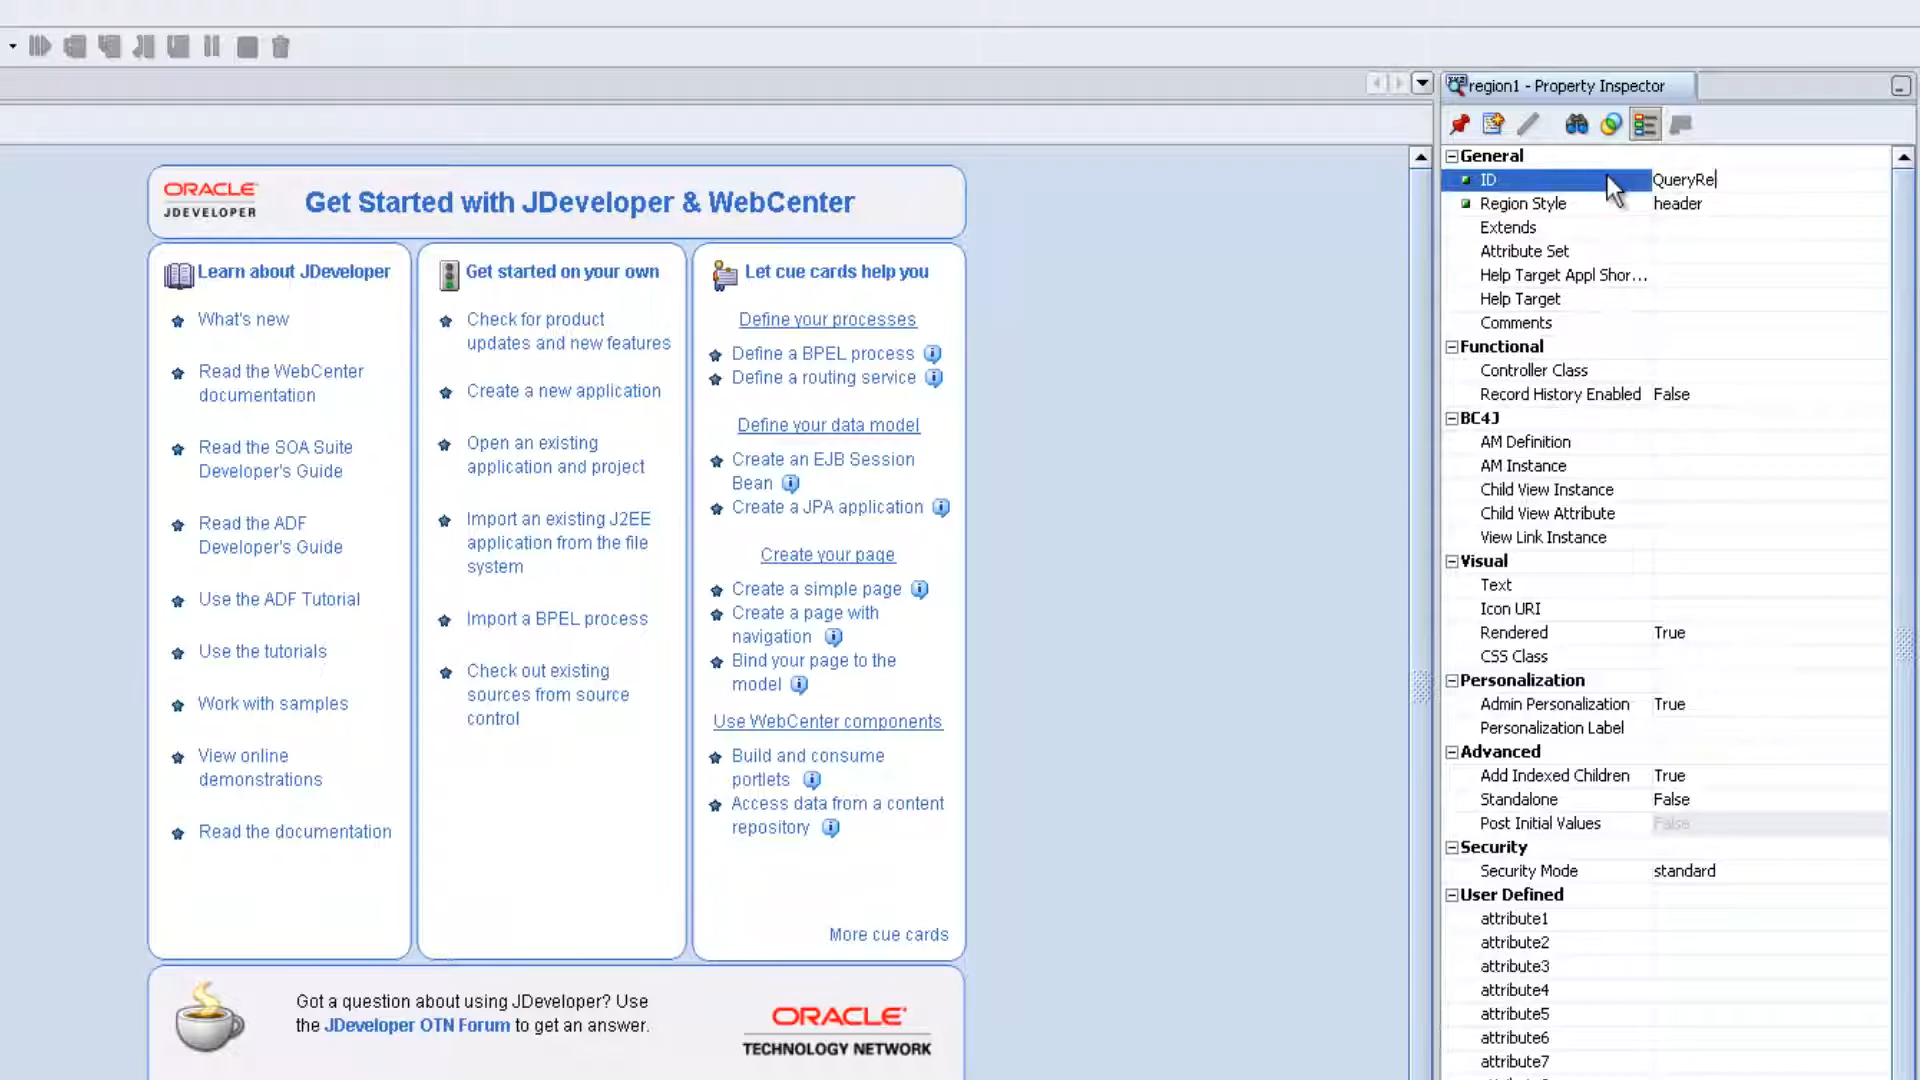 region1 - Property Inspector
ORACLE
JDEVELOPER
Get Started with JDeveloper & WebCenter
Learn about JDeveloper
What's new
Read the WebCenter
documentation
Read the SOA Suite
Developer's Guide
Read the ADF
Developer's Guide
Use the ADF Tutorial
Use the tutorials
Work with samples
View online
demonstrations
Read the documentation
Get started on your own
Check for product
updates and new features
Create a new application
Open an existing
application and project
Import an existing J2EE
application from the file
system
Import a BPEL process
Check out existing
sources from source
control
Let cue cards help you
Define your processes
Define a BPEL process
Define a routing service
Define your data model
Create an EJB Session
Bean
Create a JPA application
Create your page
Create a simple page
Create a page with
navigation
Bind your page to the
model
Use WebCenter components
Build and consume
portlets
Access data from a content
repository
More cue cards
Got a question about using JDeveloper? Use
the JDeveloper OTN Forum to get an answer.
ORACLE
TECHNOLOGY NETWORK
General
ID QueryRe
Region Style header
Extends
Attribute Set
Help Target Appl Shor...
Help Target
Comments
Functional
Controller Class
Record History Enabled False
BC4J
AM Definition
AM Instance
Child View Instance
Child View Attribute
View Link Instance
Visual
Text
Icon URI
Rendered True
CSS Class
Personalization
Admin Personalization True
Personalization Label
Advanced
Add Indexed Children True
Standalone False
Post Initial Values False
Security
Security Mode standard
User Defined
attribute1
attribute2
attribute3
attribute4
attribute5
attribute6
attribute7